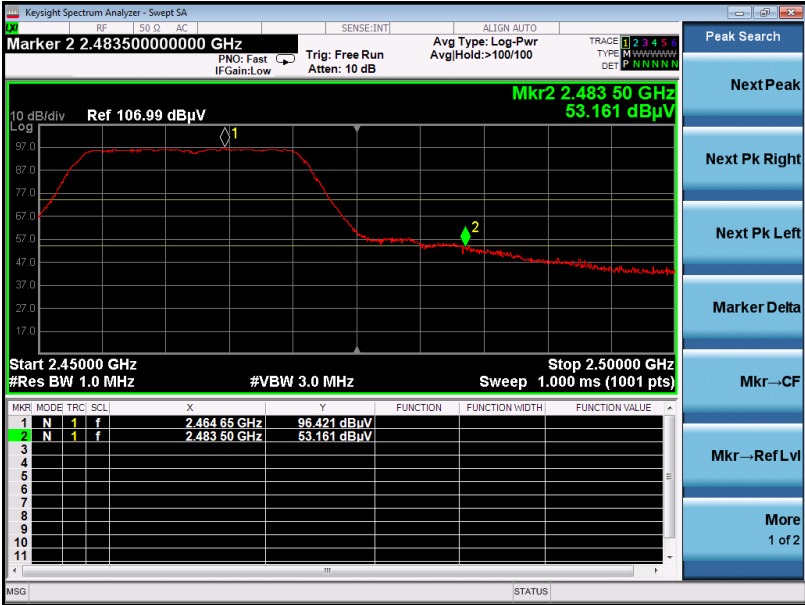 Keysight Spectrum Analyzer - Swept SA
LXI RF 50 Ω AC SENSE:INT ALIGN AUTO
Marker 2 2.483500000000 GHz
PNO: Fast
IFGain:Low
Trig: Free Run
Atten: 10 dB
Avg Type: Log-Pwr
Avg|Hold:>100/100
TRACE 1 2 3 4 5 6
TYPE M WWWWW
DET P N N N N N
Mkr2 2.483 50 GHz
53.161 dBµV
10 dB/div Ref 106.99 dBµV
Log
97.0
87.0
77.0
67.0
57.0
47.0
37.0
27.0
17.0
1
2
Start 2.45000 GHz Stop 2.50000 GHz
#Res BW 1.0 MHz #VBW 3.0 MHz Sweep 1.000 ms (1001 pts)
MKR MODE TRC SCL X Y FUNCTION FUNCTION WIDTH FUNCTION VALUE
1 N 1 f 2.464 65 GHz 96.421 dBµV
2 N 1 f 2.483 50 GHz 53.161 dBµV
3
4
5
6
7
8
9
10
11
MSG STATUS
Peak Search
Next Peak
Next Pk Right
Next Pk Left
Marker Delta
Mkr→CF
Mkr→Ref Lvl
More
1 of 2